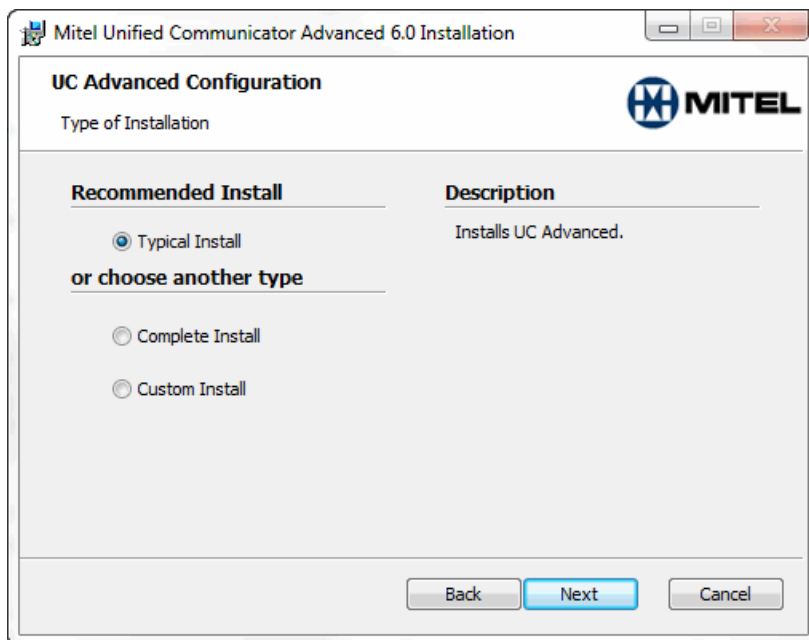 Mitel Unified Communicator Advanced 6.0 Installation
UC Advanced Configuration
Type of Installation
MITEL
Recommended Install
Typical Install
or choose another type
Complete Install
Custom Install
Description
Installs UC Advanced.
Back
Next
Cancel